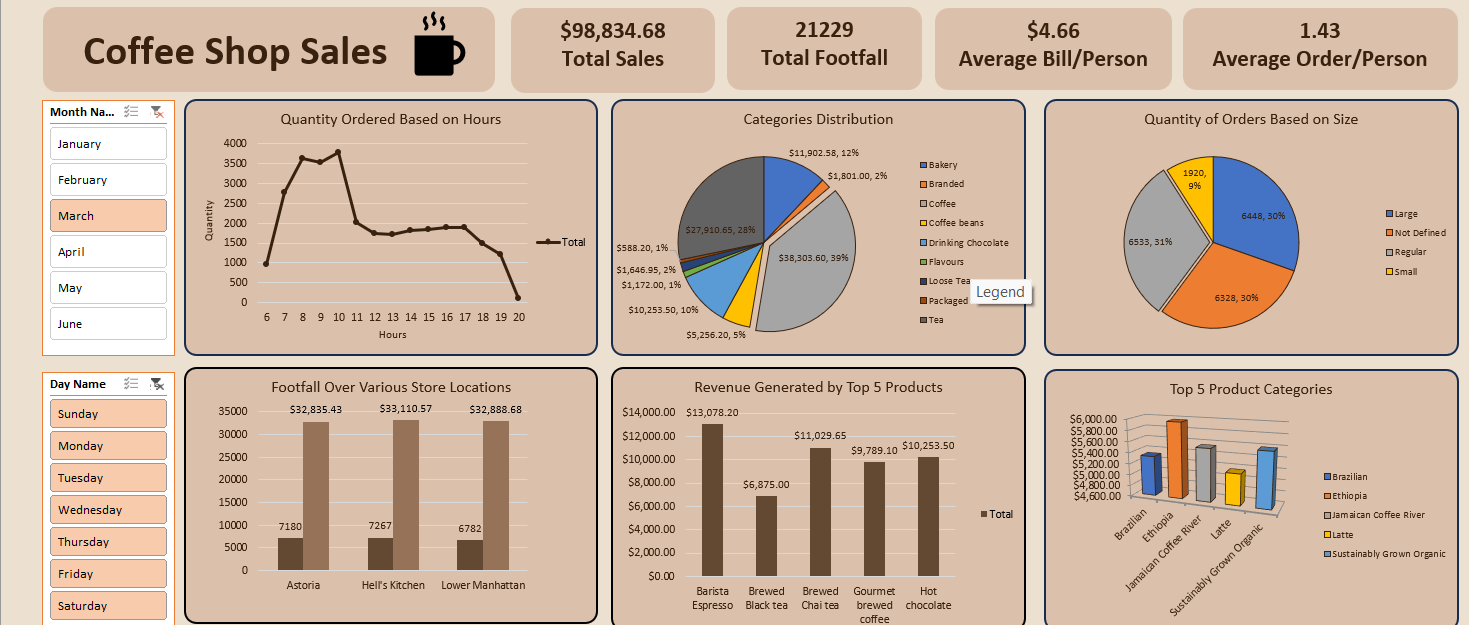 Coffee Shop Sales
$98,834.68
Total Sales
21229
Total Footfall
$4.66
Average Bill/Person
1.43
Average Order/Person
Month Na...
January
February
March
April
May
June
Quantity Ordered Based on Hours
Quantity
4000
3500
3000
2500
2000
1500
1000
500
0
6 7 8 9 10 11 12 13 14 15 16 17 18 19 20
Hours
Total
Categories Distribution
$11,902.58, 12%
$1,801.00, 2%
$38,303.60, 39%
$5,256.20, 5%
$10,253.50, 10%
$1,172.00, 1%
$1,646.95, 2%
$588.20, 1%...
$27,910.65, 28%
Bakery
Branded
Coffee
Coffee beans
Drinking Chocolate
Flavours
Loose Tea
Packaged
Tea
Legend
Quantity of Orders Based on Size
1920,
9%
6448, 30%
6533, 31%
6328, 30%
Large
Not Defined
Regular
Small
Day Name
Sunday
Monday
Tuesday
Wednesday
Thursday
Friday
Saturday
Footfall Over Various Store Locations
35000
30000
25000
20000
15000
10000
5000
0
$32,835.43
$33,110.57
$32,888.68
7180
7267
6782
Astoria
Hell's Kitchen
Lower Manhattan
Revenue Generated by Top 5 Products
$14,000.00
$12,000.00
$10,000.00
$8,000.00
$6,000.00
$4,000.00
$2,000.00
$0.00
$13,078.20
$6,875.00
$11,029.65
$9,789.10
$10,253.50
Barista
Espresso
Brewed
Black tea
Brewed
Chai tea
Gourmet
brewed
coffee
Hot
chocolate
Total
Top 5 Product Categories
$6,000.00
$5,800.00
$5,600.00
$5,400.00
$5,200.00
$5,000.00
$4,800.00
$4,600.00
Brazilian
Ethiopia
Jamaican Coffee River
Latte
Sustainably Grown Organic
Brazilian
Ethiopia
Jamaican Coffee River
Latte
Sustainably Grown Organic